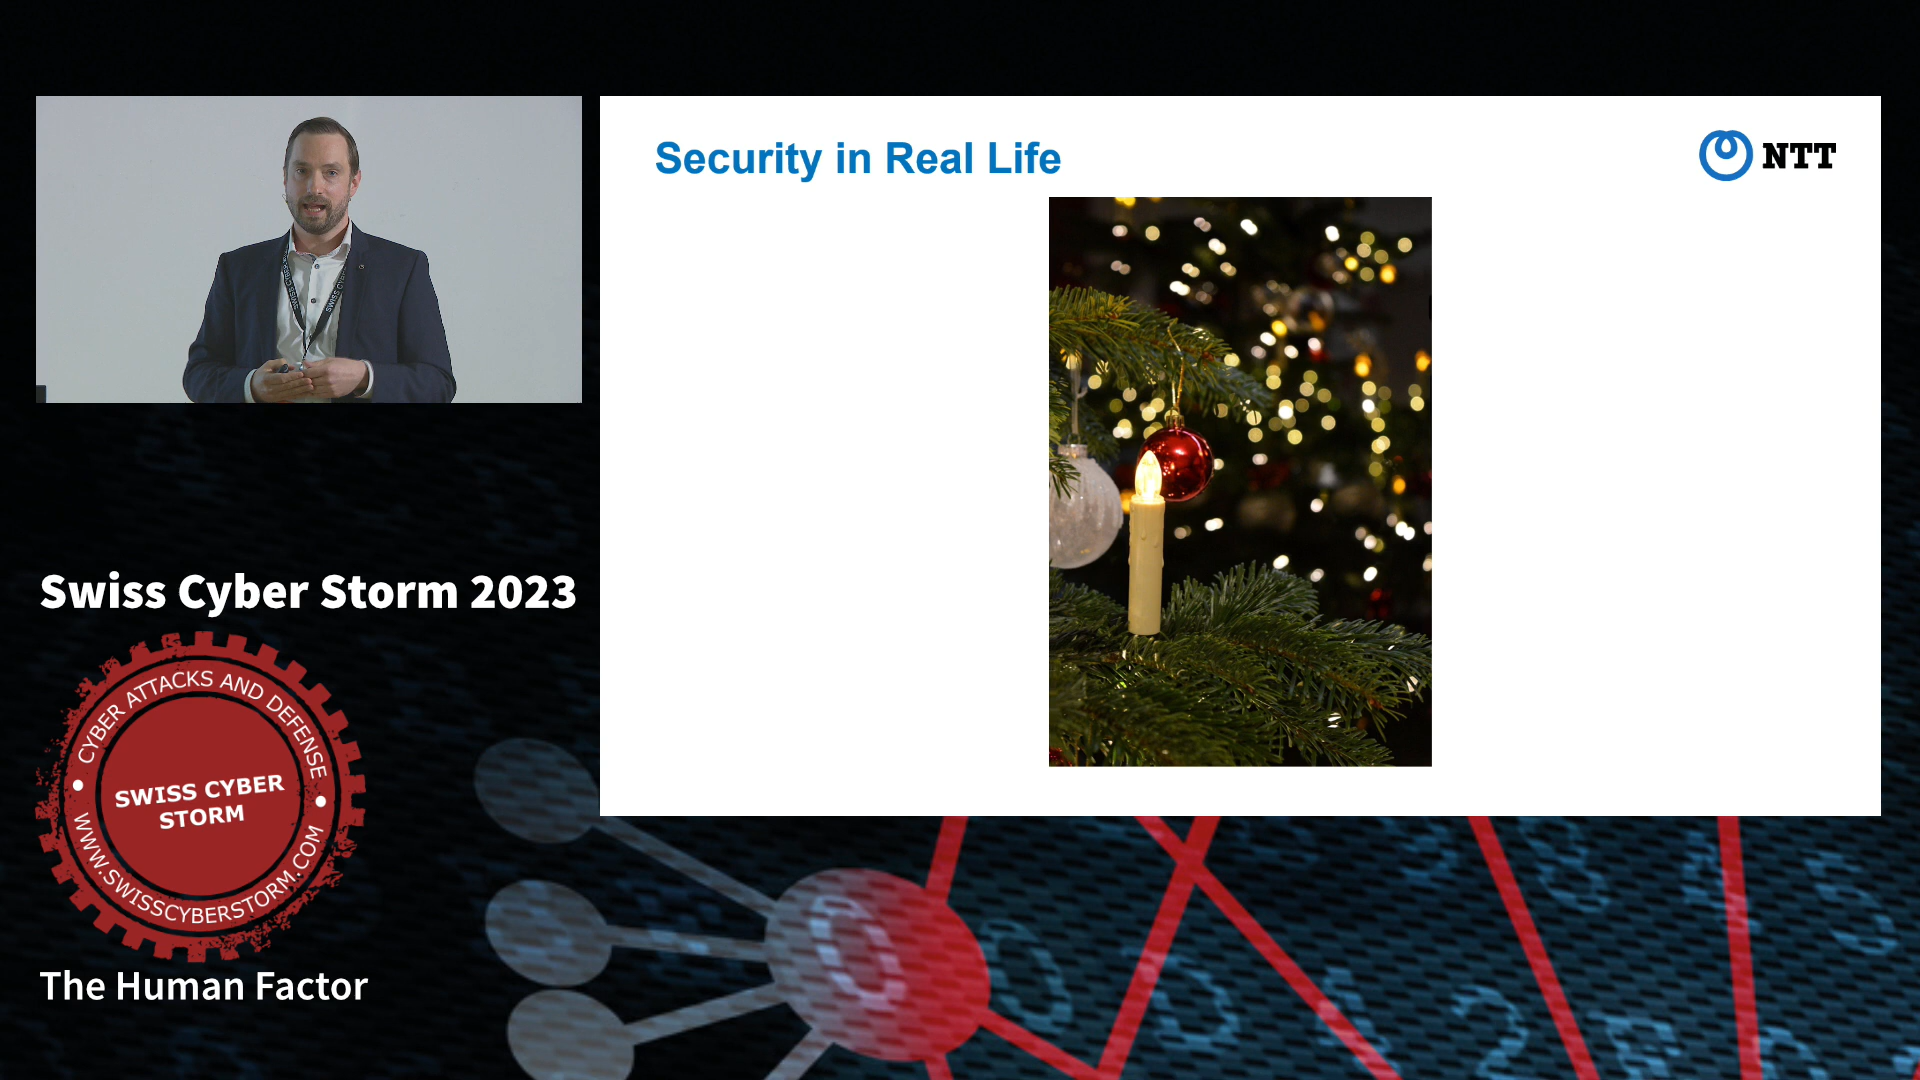 Security in Real Life
NTT
Swiss Cyber Storm 2023
CYBER ATTACKS AND DEFENSE
SWISS CYBER
STORM
WWW.SWISSCYBERSTORM.COM
The Human Factor